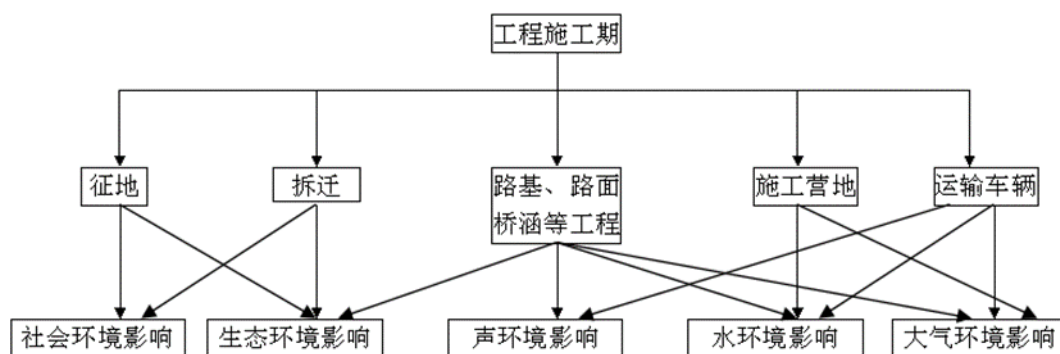 工程施工期
征地
拆迁
路基、路面
桥涵等工程
施工营地
运输车辆
社会环境影响
生态环境影响
声环境影响
水环境影响
大气环境影响